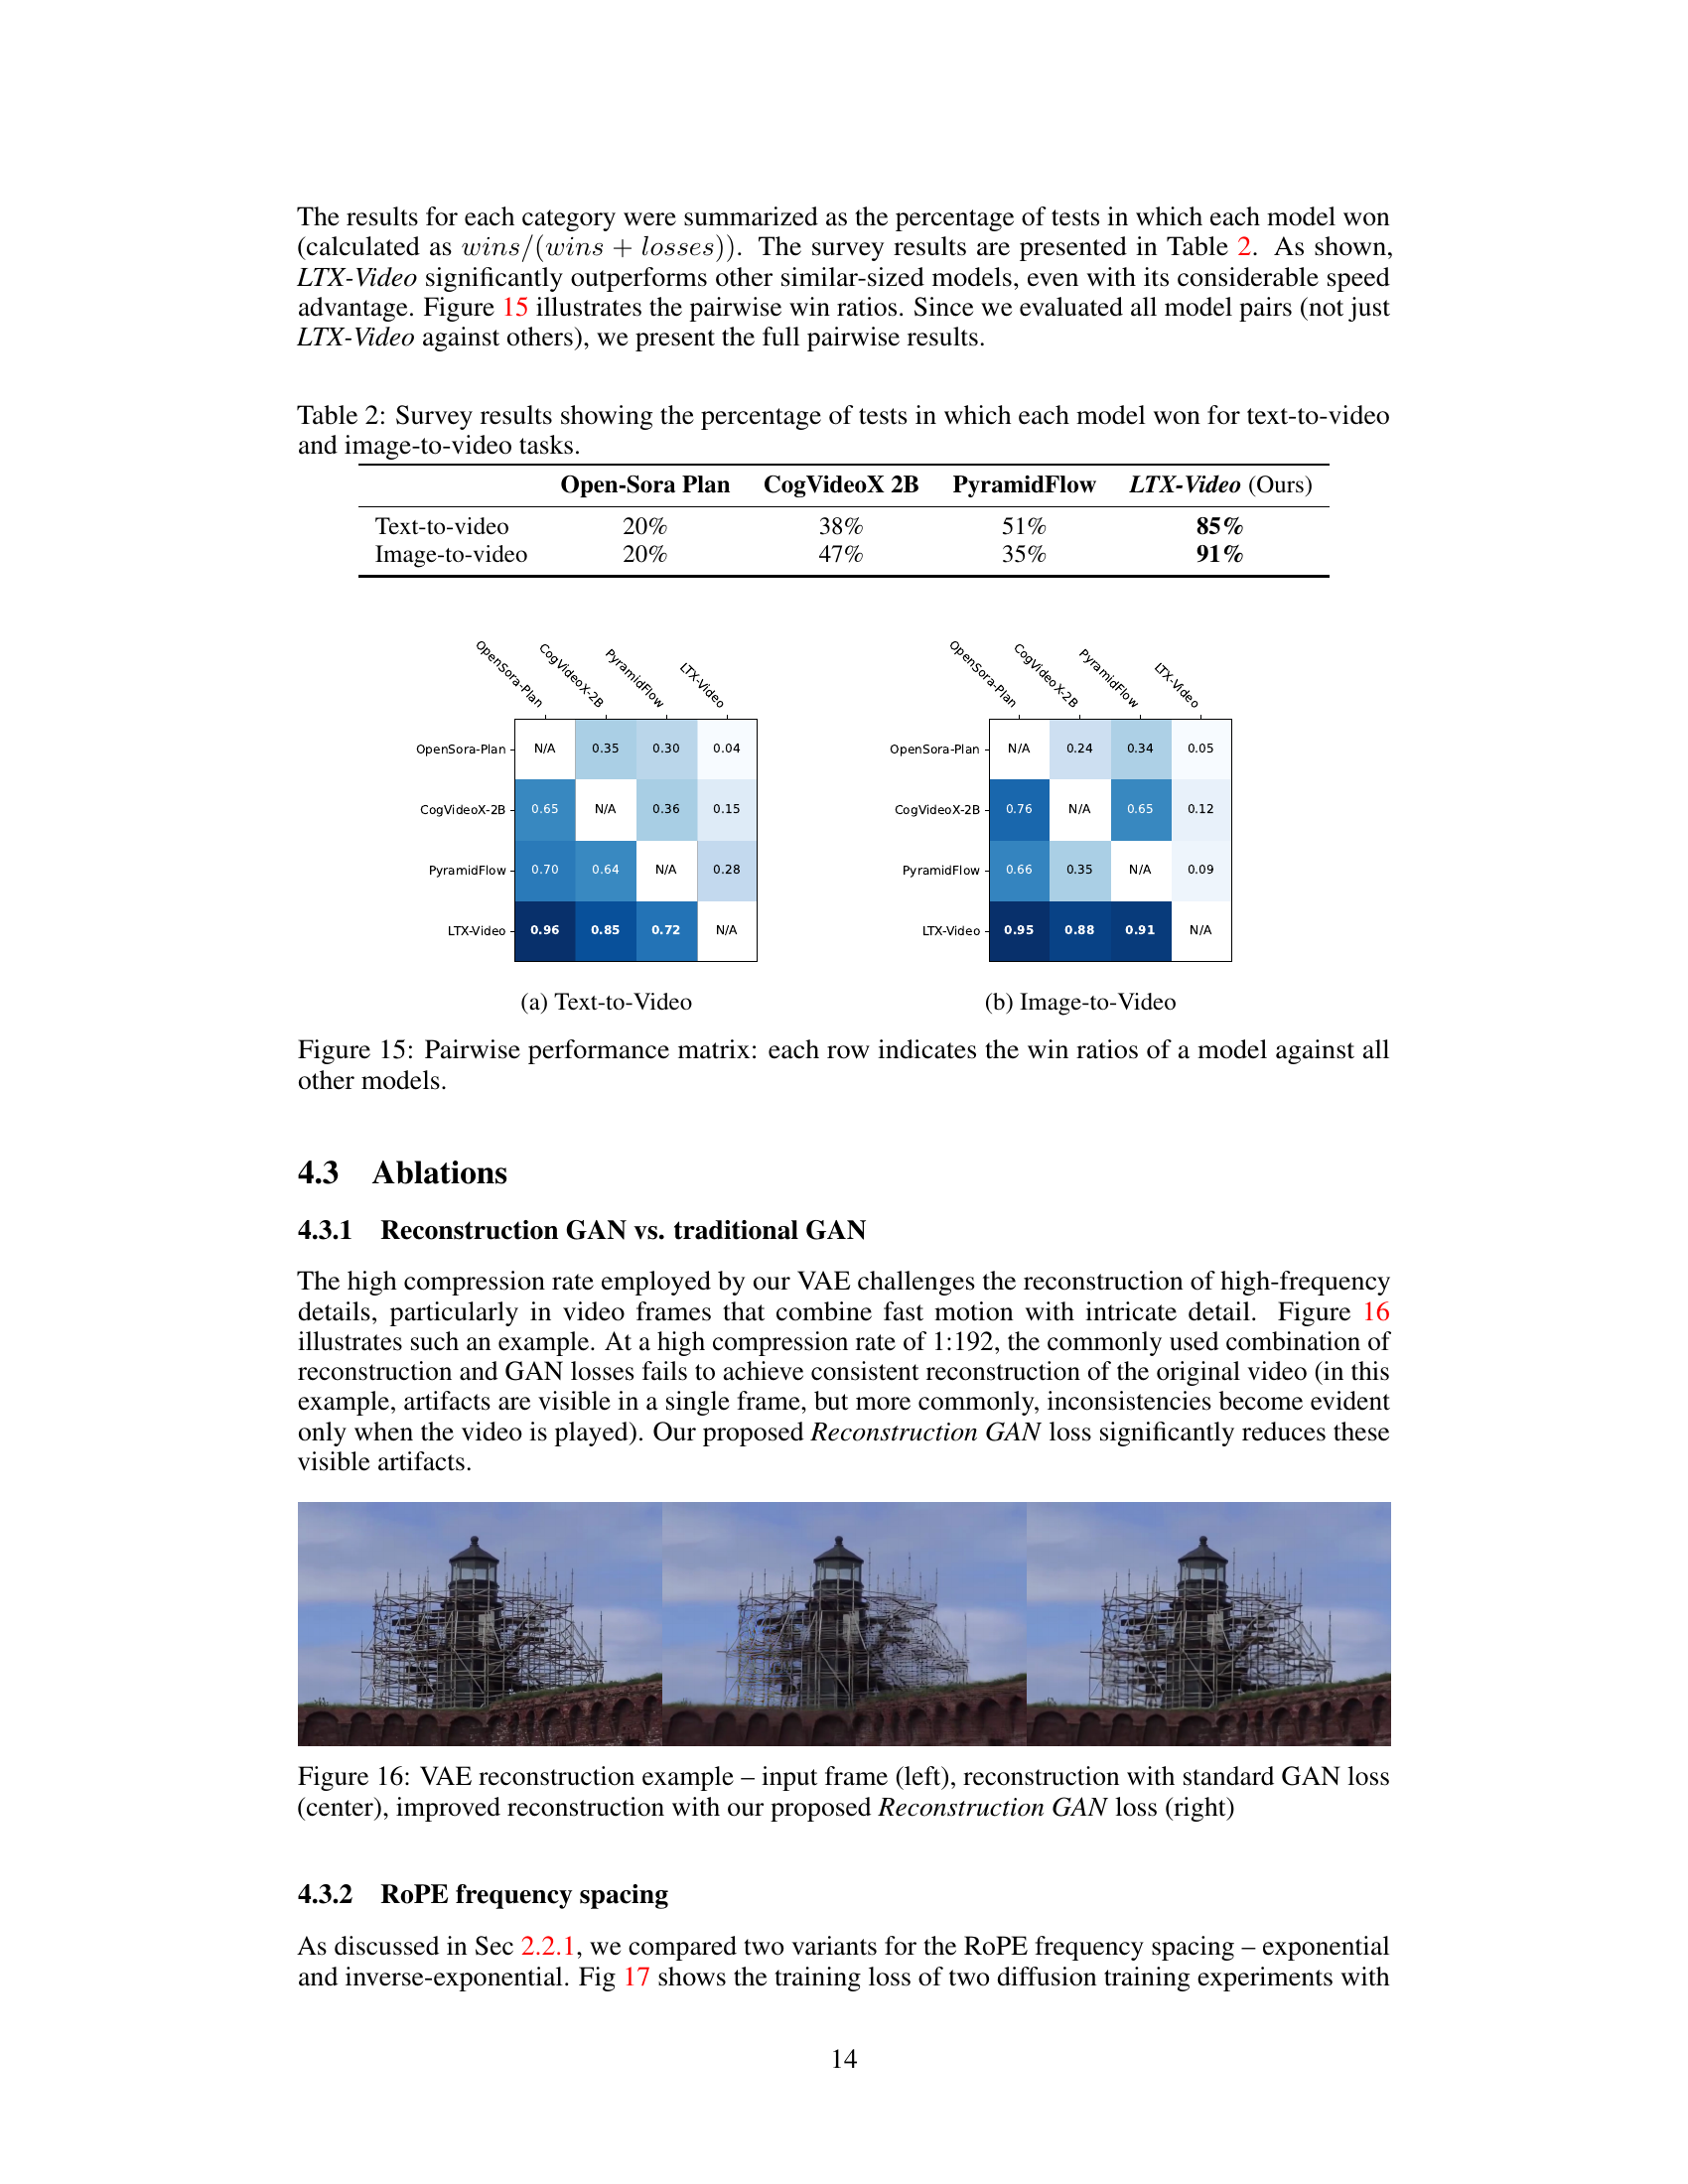 The results for each category were summarized as the percentage of tests in which each model won
(calculated as wins/(wins + losses)). The survey results are presented in Table 2. As shown,
LTX-Video significantly outperforms other similar-sized models, even with its considerable speed
advantage. Figure 15 illustrates the pairwise win ratios. Since we evaluated all model pairs (not just
LTX-Video against others), we present the full pairwise results.
Table 2: Survey results showing the percentage of tests in which each model won for text-to-video
and image-to-video tasks.
Open-Sora Plan CogVideoX 2B PyramidFlow LTX-Video (Ours)
Text-to-video 20% 38% 51% 85%
Image-to-video 20% 47% 35% 91%
OpenSora-Plan CogVideoX-2B PyramidFlow LTX-Video
OpenSora-Plan N/A 0.35 0.30 0.04
CogVideoX-2B 0.65 N/A 0.36 0.15
PyramidFlow 0.70 0.64 N/A 0.28
LTX-Video 0.96 0.85 0.72 N/A
(a) Text-to-Video
OpenSora-Plan CogVideoX-2B PyramidFlow LTX-Video
OpenSora-Plan N/A 0.24 0.34 0.05
CogVideoX-2B 0.76 N/A 0.65 0.12
PyramidFlow 0.66 0.35 N/A 0.09
LTX-Video 0.95 0.88 0.91 N/A
(b) Image-to-Video
Figure 15: Pairwise performance matrix: each row indicates the win ratios of a model against all
other models.
4.3 Ablations
4.3.1 Reconstruction GAN vs. traditional GAN
The high compression rate employed by our VAE challenges the reconstruction of high-frequency
details, particularly in video frames that combine fast motion with intricate detail. Figure 16
illustrates such an example. At a high compression rate of 1:192, the commonly used combination of
reconstruction and GAN losses fails to achieve consistent reconstruction of the original video (in this
example, artifacts are visible in a single frame, but more commonly, inconsistencies become evident
only when the video is played). Our proposed Reconstruction GAN loss significantly reduces these
visible artifacts.
Figure 16: VAE reconstruction example – input frame (left), reconstruction with standard GAN loss
(center), improved reconstruction with our proposed Reconstruction GAN loss (right)
4.3.2 RoPE frequency spacing
As discussed in Sec 2.2.1, we compared two variants for the RoPE frequency spacing – exponential
and inverse-exponential. Fig 17 shows the training loss of two diffusion training experiments with
14